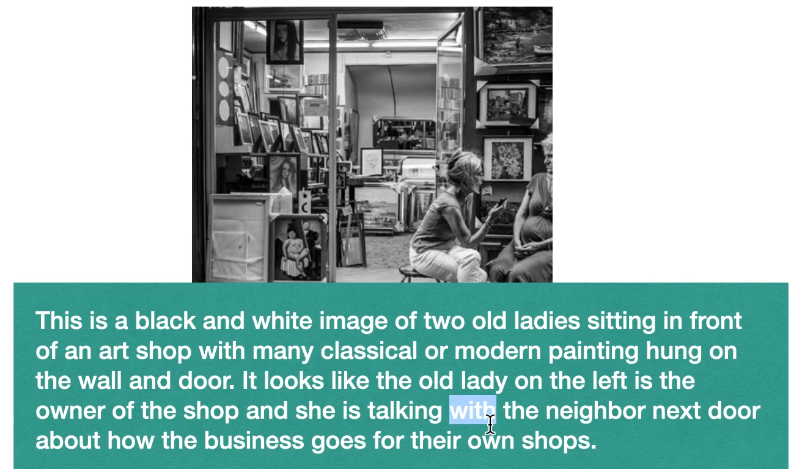 This is a black and white image of two old ladies sitting in front
of an art shop with many classical or modern painting hung on
the wall and door. It looks like the old lady on the left is the
owner of the shop and she is talking with the neighbor next door
about how the business goes for their own shops.